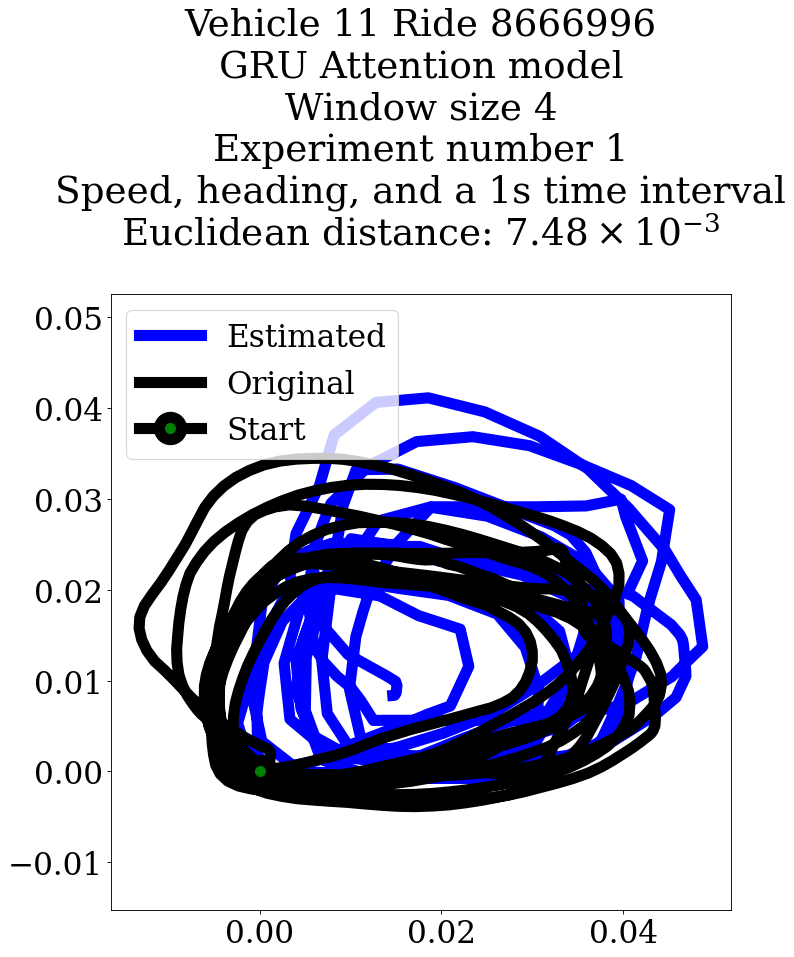 Vehicle 11 Ride 8666996
GRU Attention model
Window size 4
Experiment number 1
Speed, heading, and a 1s time interval
Euclidean distance: 7.48 × 10⁻³
0.05
0.04
0.03
0.02
0.01
0.00
−0.01
Estimated
Original
Start
0.00 0.02 0.04